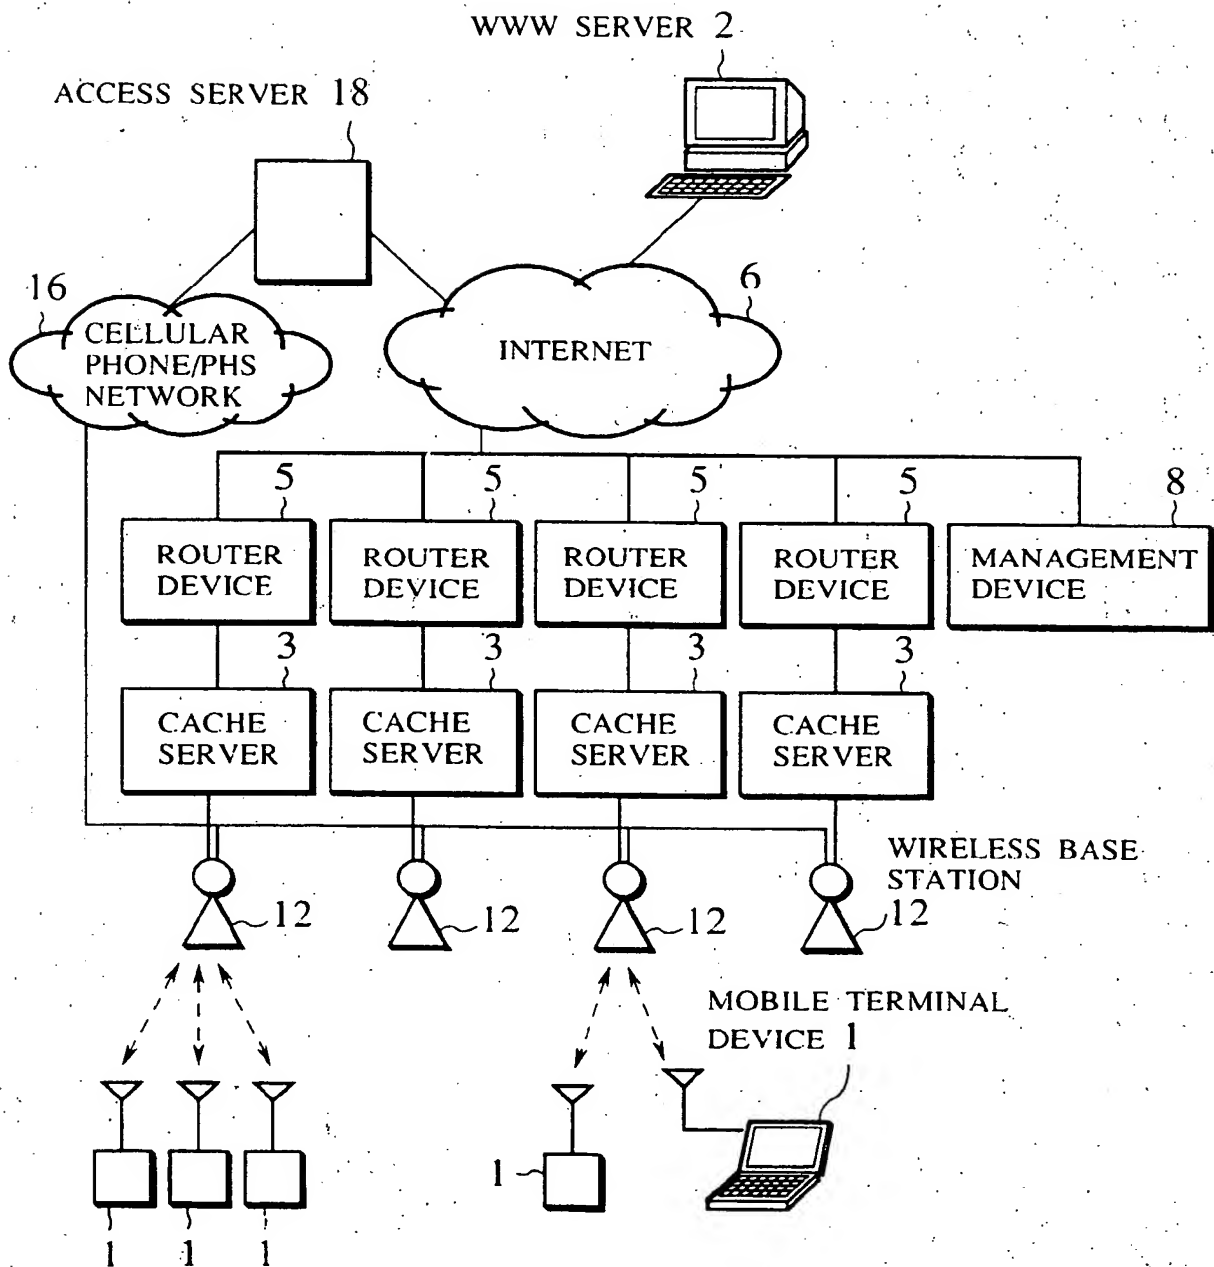 WWW SERVER 2
ACCESS SERVER 18
16
CELLULAR
PHONE/PHS
NETWORK
INTERNET
6
5
5
5
5
8
ROUTER
DEVICE
ROUTER
DEVICE
ROUTER
DEVICE
ROUTER
DEVICE
MANAGEMENT
DEVICE
3
3
3
3
CACHE
SERVER
CACHE
SERVER
CACHE
SERVER
CACHE
SERVER
WIRELESS BASE
STATION
12
12
12
12
MOBILE TERMINAL
DEVICE 1
1
1
1
1